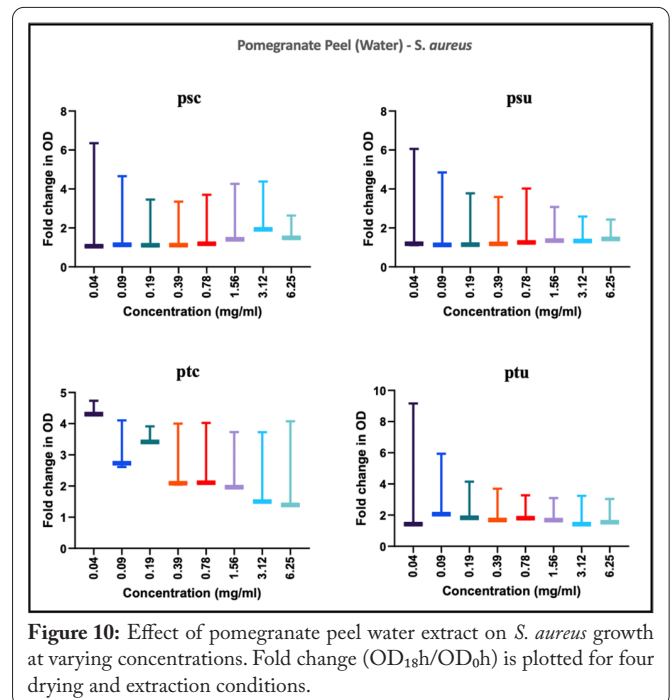 Pomegranate Peel (Water) - S. aureus
psc
Fold change in OD
8
6
4
2
0
0.04 0.09 0.19 0.39 0.78 1.56 3.12 6.25
Concentration (mg/ml)
psu
Fold change in OD
8
6
4
2
0
0.04 0.09 0.19 0.39 0.78 1.56 3.12 6.25
Concentration (mg/ml)
ptc
Fold change in OD
5
4
3
2
1
0
0.04 0.09 0.19 0.39 0.78 1.56 3.12 6.25
Concentration (mg/ml)
ptu
Fold change in OD
10
8
6
4
2
0
0.04 0.09 0.19 0.39 0.78 1.56 3.12 6.25
Concentration (mg/ml)
Figure 10: Effect of pomegranate peel water extract on S. aureus growth
at varying concentrations. Fold change (OD₁₈h/OD₀h) is plotted for four
drying and extraction conditions.